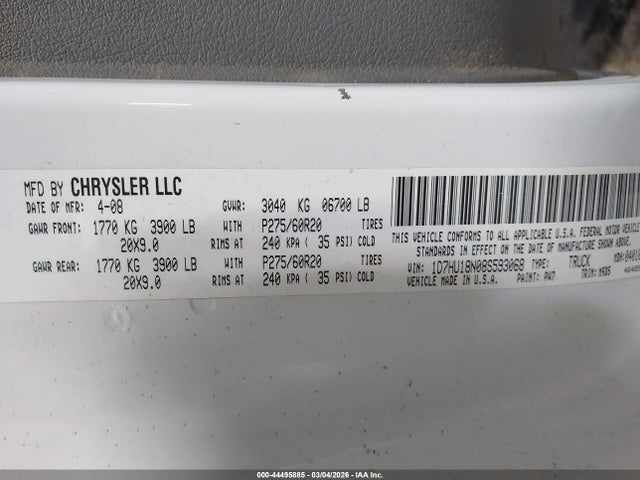 MFD BY CHRYSLER LLC
DATE OF MFR: 4-08 GVWR: 3040 KG 06700 LB
GAWR FRONT: 1770 KG 3900 LB WITH P275/60R20 TIRES
20X9.0 RIMS AT 240 KPA ( 35 PSI) COLD
GAWR REAR: 1770 KG 3900 LB WITH P275/60R20 TIRES
20X9.0 RIMS AT 240 KPA ( 35 PSI) COLD
THIS VEHICLE CONFORMS TO ALL APPLICABLE U.S.A. FEDERAL MOTOR VEHICLE
STANDARDS IN EFFECT ON THE DATE OF MANUFACTURE SHOWN ABOVE.
VIN: 1D7HU18N08S593068 TYPE: TRUCK MDH:
VEHICLE MADE IN U.S.A. PAINT: PW7 TRIM:
000-44495885 - 03/04/2026 - IAA Inc.